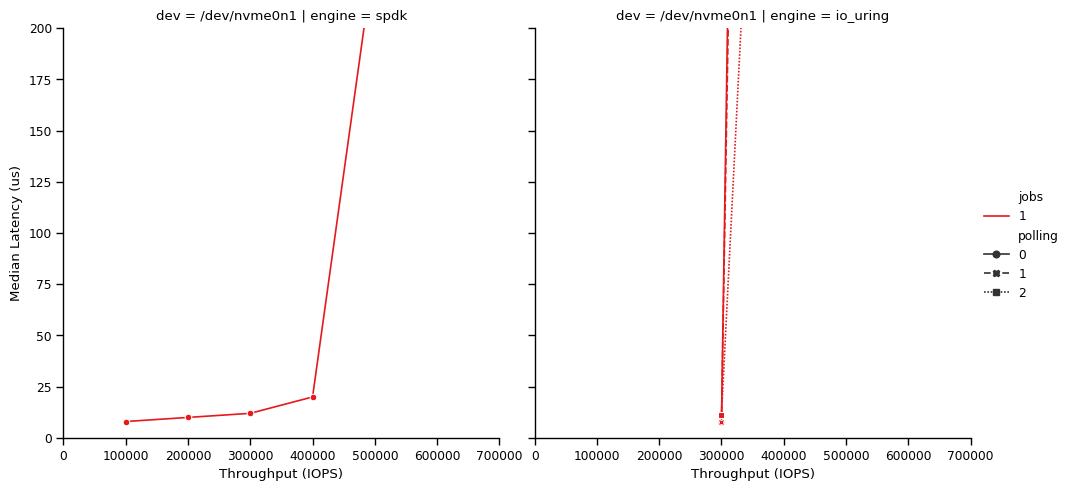 dev = /dev/nvme0n1 | engine = spdk
dev = /dev/nvme0n1 | engine = io_uring
200
175
150
125
100
75
50
25
0
Median Latency (us)
0 100000 200000 300000 400000 500000 600000 700000
0 100000 200000 300000 400000 500000 600000 700000
Throughput (IOPS)
Throughput (IOPS)
jobs
1
polling
0
1
2